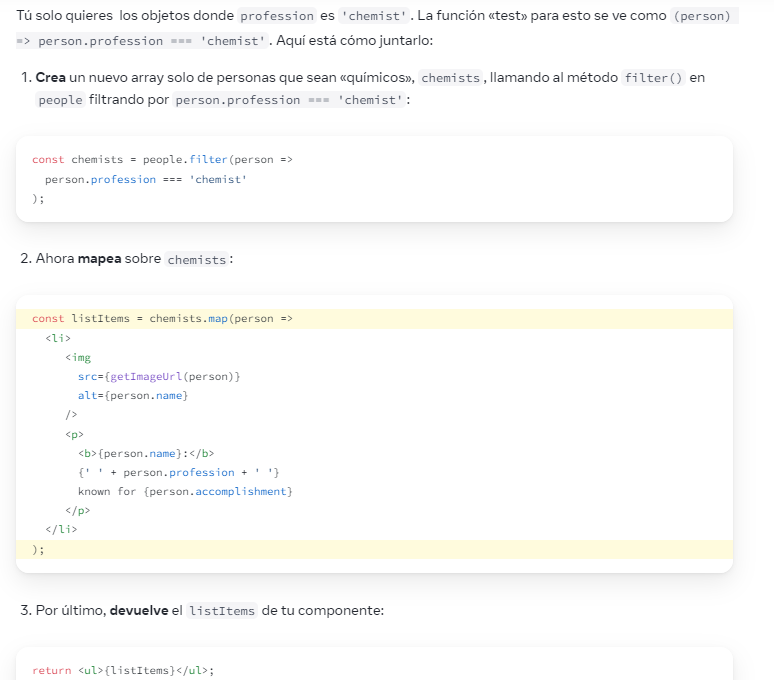 Tú solo quieres los objetos donde profession es 'chemist'. La función «test» para esto se ve como (person)
=> person.profession === 'chemist'. Aquí está cómo juntarlo:
1. Crea un nuevo array solo de personas que sean «químicos», chemists, llamando al método filter() en
people filtrando por person.profession === 'chemist':
const chemists = people.filter(person =>
  person.profession === 'chemist'
);
2. Ahora mapea sobre chemists:
const listItems = chemists.map(person =>
  <li>
     <img
       src={getImageUrl(person)}
       alt={person.name}
     />
     <p>
       <b>{person.name}:</b>
       {' ' + person.profession + ' '}
       known for {person.accomplishment}
     </p>
  </li>
);
3. Por último, devuelve el listItems de tu componente:
return <ul>{listItems}</ul>;